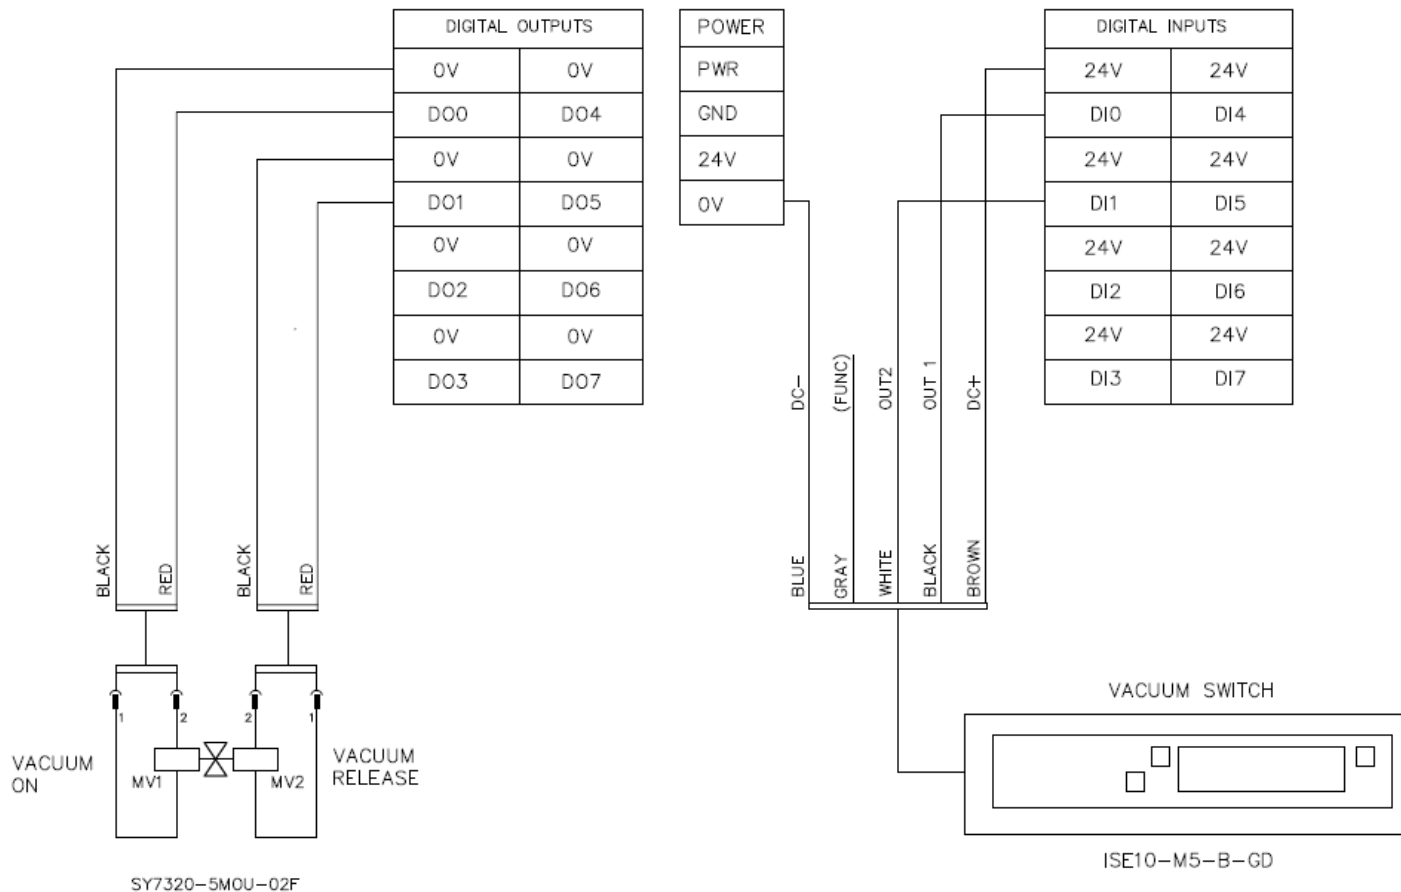 DIGITAL OUTPUTS
0V 0V
DO0 DO4
0V 0V
DO1 DO5
0V 0V
DO2 DO6
0V 0V
DO3 DO7
POWER
PWR
GND
24V
0V
DIGITAL INPUTS
24V 24V
DI0 DI4
24V 24V
DI1 DI5
24V 24V
DI2 DI6
24V 24V
DI3 DI7
DC-
(FUNC)
OUT2
OUT 1
DC+
BLACK
RED
BLACK
RED
BLUE
GRAY
WHITE
BLACK
BROWN
1 2 2 1
VACUUM
ON
MV1
MV2
VACUUM
RELEASE
SY7320-5MOU-02F
VACUUM SWITCH
ISE10-M5-B-GD